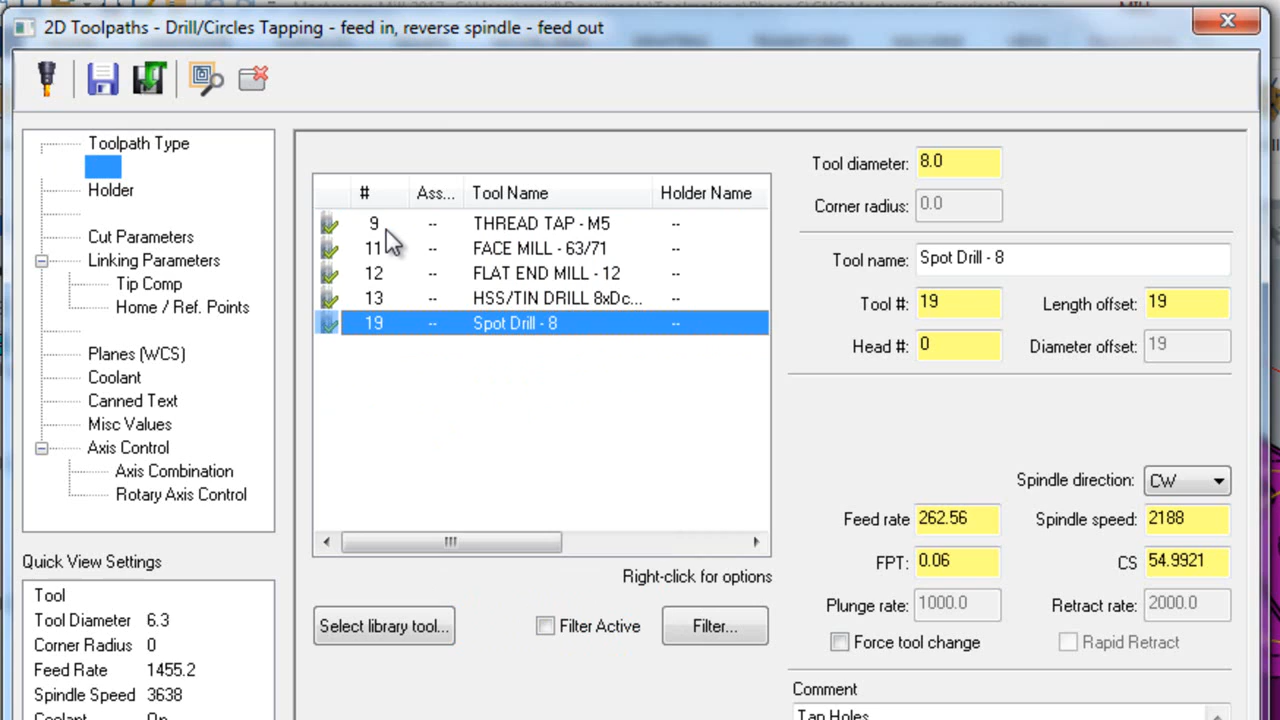 2D Toolpaths - Drill/Circles Tapping - feed in, reverse spindle - feed out
Toolpath Type
Holder
Cut Parameters
Linking Parameters
Tip Comp
Home / Ref. Points
Planes (WCS)
Coolant
Canned Text
Misc Values
Axis Control
Axis Combination
Rotary Axis Control
Quick View Settings
Tool
Tool Diameter 6.3
Corner Radius 0
Feed Rate 1455.2
Spindle Speed 3638
Coolant On
# Ass... Tool Name Holder Name
9 -- THREAD TAP - M5 --
11 -- FACE MILL - 63/71 --
12 -- FLAT END MILL - 12 --
13 -- HSS/TIN DRILL 8xDc... --
19 -- Spot Drill - 8 --
Right-click for options
Select library tool... Filter Active Filter...
Tool diameter: 8.0
Corner radius: 0.0
Tool name: Spot Drill - 8
Tool #: 19 Length offset: 19
Head #: 0 Diameter offset: 19
Spindle direction: CW
Feed rate 262.56 Spindle speed: 2188
FPT: 0.06 CS 54.9921
Plunge rate: 1000.0 Retract rate: 2000.0
Force tool change Rapid Retract
Comment
Tap Holes